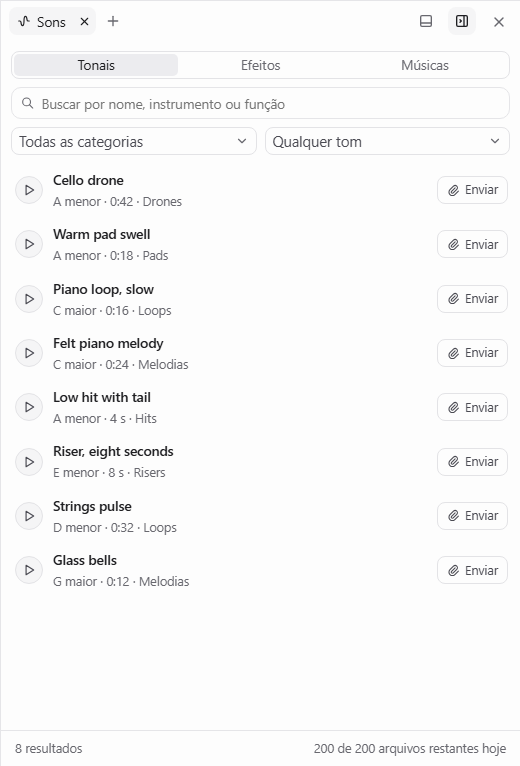 Sons
Tonais Efeitos Músicas
Buscar por nome, instrumento ou função
Todas as categorias Qualquer tom
Cello drone
A menor · 0:42 · Drones
Enviar
Warm pad swell
A menor · 0:18 · Pads
Enviar
Piano loop, slow
C maior · 0:16 · Loops
Enviar
Felt piano melody
C maior · 0:24 · Melodias
Enviar
Low hit with tail
A menor · 4 s · Hits
Enviar
Riser, eight seconds
E menor · 8 s · Risers
Enviar
Strings pulse
D menor · 0:32 · Loops
Enviar
Glass bells
G maior · 0:12 · Melodias
Enviar
8 resultados 200 de 200 arquivos restantes hoje